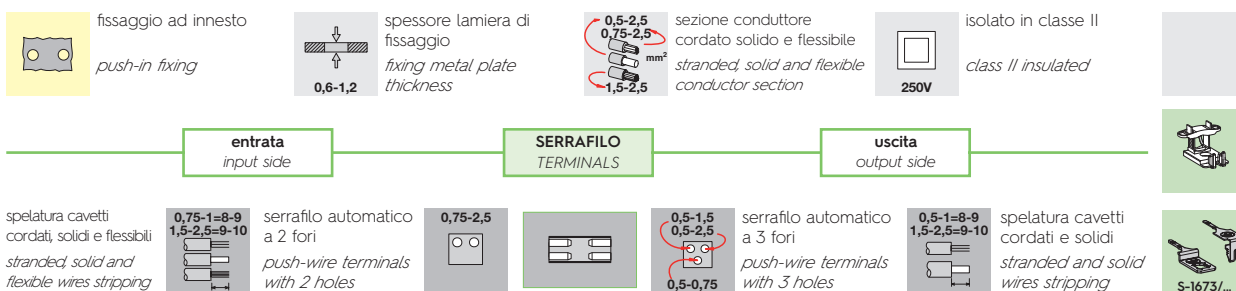 fissaggio ad innesto
push-in fixing
0,6-1,2
spessore lamiera di
fissaggio
fixing metal plate
thickness
0,5-2,5
0,75-2,5
mm²
1,5-2,5
sezione conduttore
cordato solido e flessibile
stranded, solid and flexible
conductor section
250V
isolato in classe II
class II insulated
entrata
input side
SERRAFILO
TERMINALS
uscita
output side
spelatura cavetti
cordati, solidi e flessibili
stranded, solid and
flexible wires stripping
0,75-1=8-9
1,5-2,5=9-10
serrafilo automatico
a 2 fori
push-wire terminals
with 2 holes
0,75-2,5
0,5-1,5
0,5-2,5
0,5-0,75
serrafilo automatico
a 3 fori
push-wire terminals
with 3 holes
0,5-1=8-9
1,5-2,5=9-10
spelatura cavetti
cordati e solidi
stranded and solid
wires stripping
S-1673/...